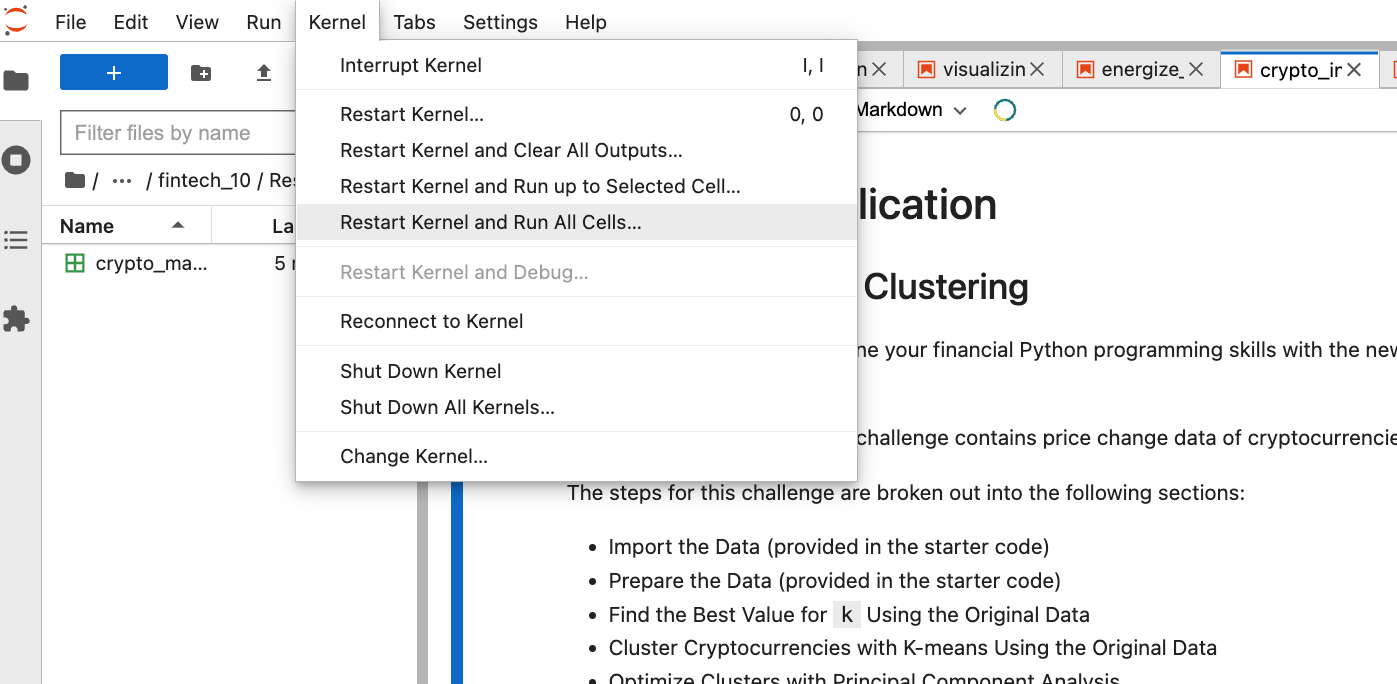 File Edit View Run Kernel Tabs Settings Help
+
Filter files by name
/ ··· / fintech_10 /
Name
crypto_ma... 5
Interrupt Kernel I, I
Restart Kernel... 0, 0
Restart Kernel and Clear All Outputs...
Restart Kernel and Run up to Selected Cell...
Restart Kernel and Run All Cells...
Restart Kernel and Debug...
Reconnect to Kernel
Shut Down Kernel
Shut Down All Kernels...
Change Kernel...
visualizin energize_ crypto_ir
Markdown
lication
Clustering
ne your financial Python programming skills with the new
challenge contains price change data of cryptocurrencie
The steps for this challenge are broken out into the following sections:
• Import the Data (provided in the starter code)
• Prepare the Data (provided in the starter code)
• Find the Best Value for k Using the Original Data
• Cluster Cryptocurrencies with K-means Using the Original Data
• Optimize Clusters with Principal Component Analysis